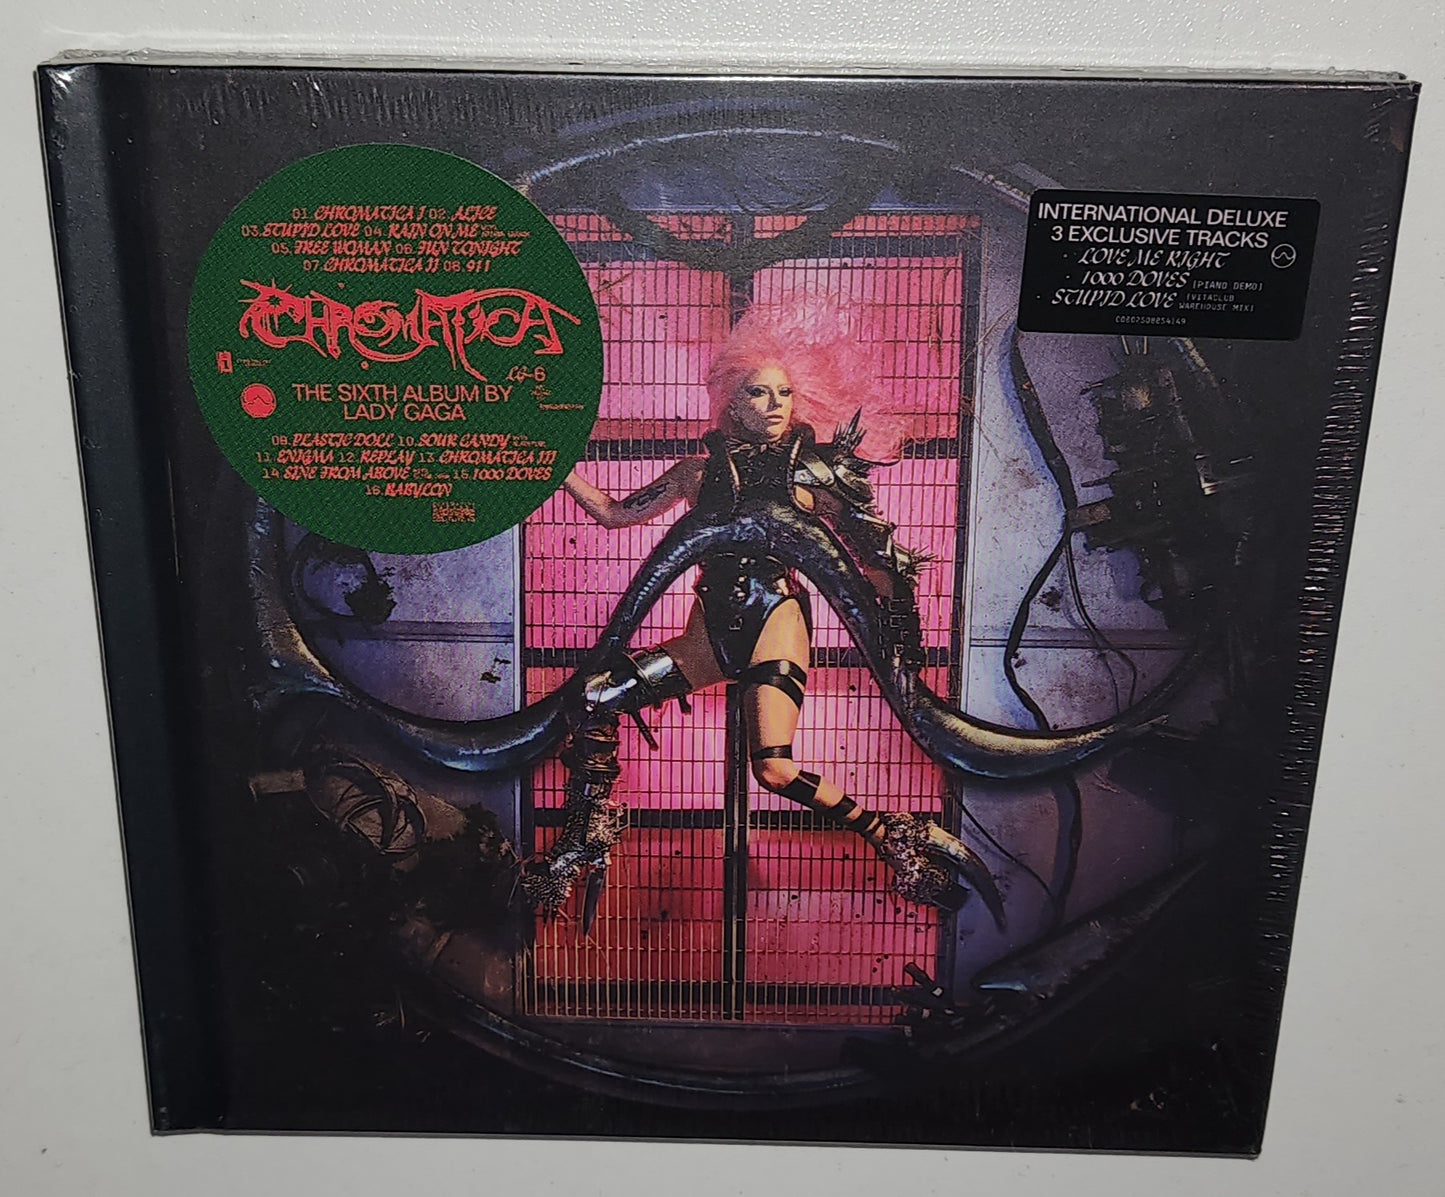 01. CHROMATICA I 02. ALICE
03. STUPID LOVE 04. RAIN ON ME
05. FREE WOMAN 06. FUN TONIGHT
07. CHROMATICA II 08. 911
CHROMATICA
LG-6
THE SIXTH ALBUM BY
LADY GAGA
09. PLASTIC DOLL 10. SOUR CANDY
11. ENIGMA 12. REPLAY 13. CHROMATICA III
14. SINE FROM ABOVE 15. 1000 DOVES
16. BABYLON
INTERNATIONAL DELUXE
3 EXCLUSIVE TRACKS
· LOVE ME RIGHT
· 1000 DOVES [PIANO DEMO]
· STUPID LOVE [VITACLUB
WAREHOUSE MIX]
00602508854149